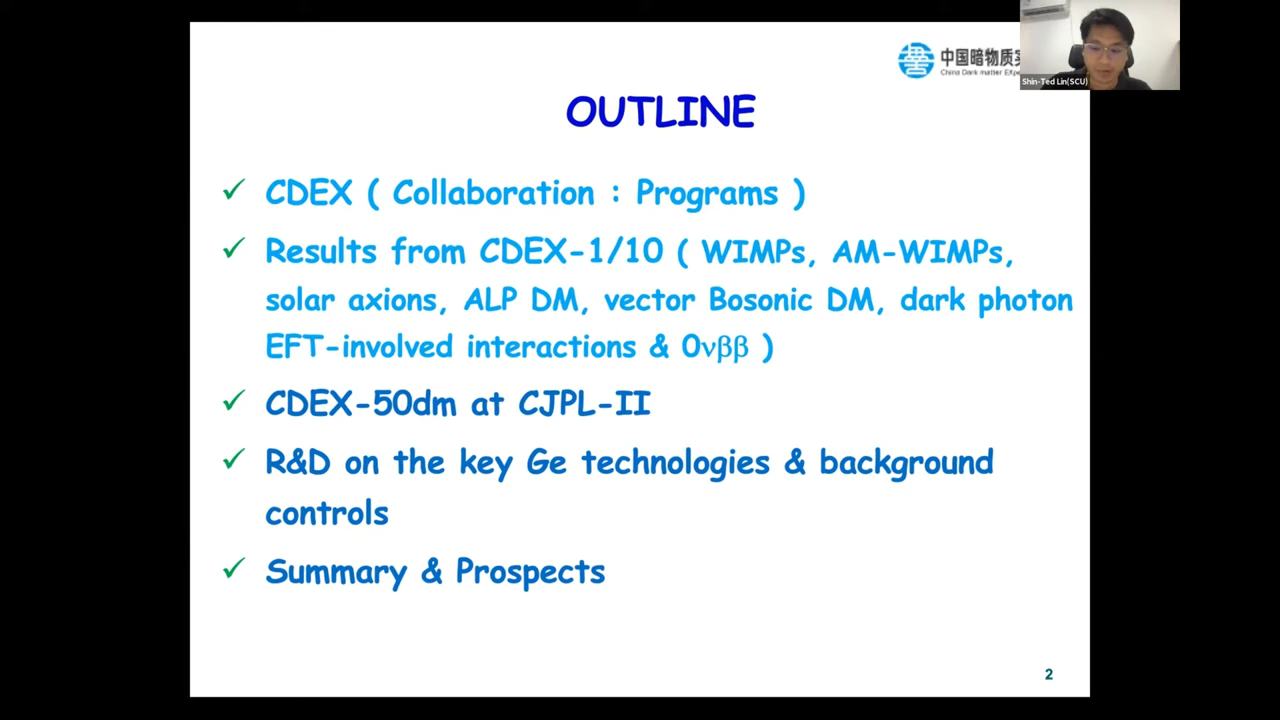 中国暗物质实
China Dark matter EXpe
Shin-Ted Lin(SCU)
OUTLINE
✓ CDEX ( Collaboration : Programs )
✓ Results from CDEX-1/10 ( WIMPs, AM-WIMPs,
solar axions, ALP DM, vector Bosonic DM, dark photon
EFT-involved interactions & 0νββ )
✓ CDEX-50dm at CJPL-II
✓ R&D on the key Ge technologies & background
controls
✓ Summary & Prospects
2